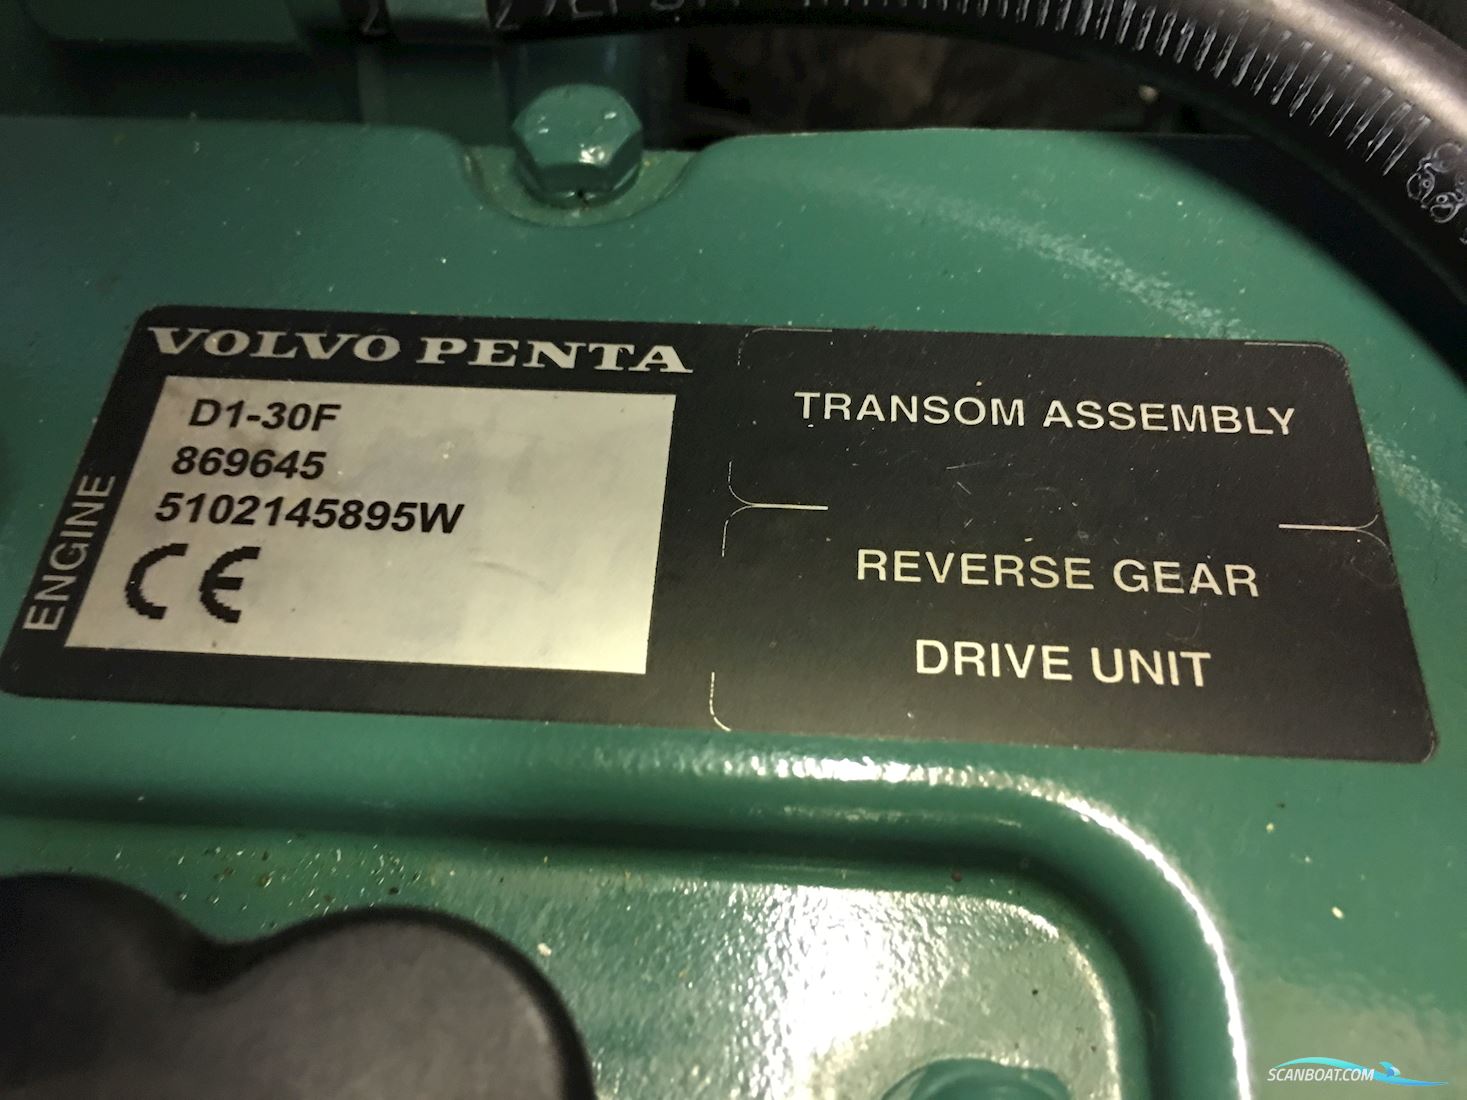 VOLVO PENTA
ENGINE
D1-30F
869645
5102145895W
CE
TRANSOM ASSEMBLY
REVERSE GEAR
DRIVE UNIT
SCANBOAT.COM